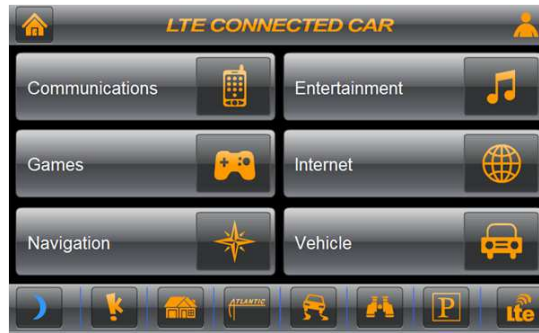 LTE CONNECTED CAR
Communications
Entertainment
Games
Internet
Navigation
Vehicle
ATLANTIC
P
lte